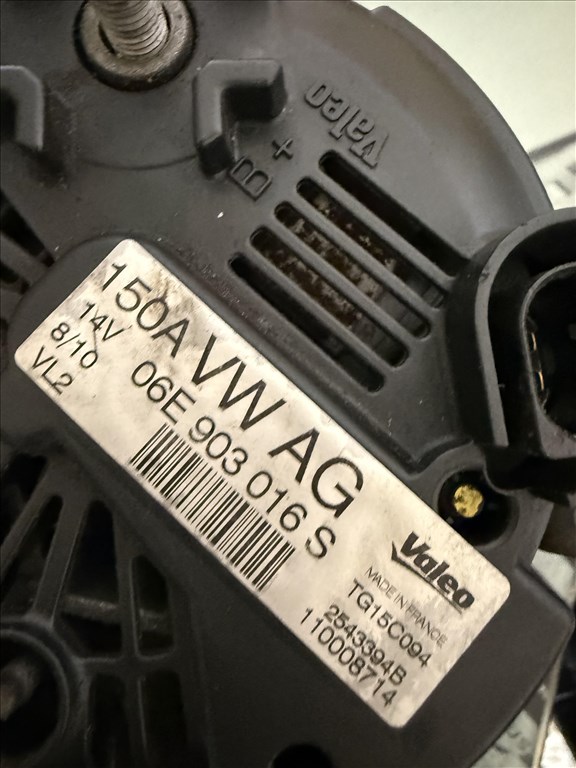 Valeo
B +
150A VW AG
14V
06E 903 016 S
8/10
VL2
Valeo
MADE IN FRANCE
TG15C094
2543394B
110008714